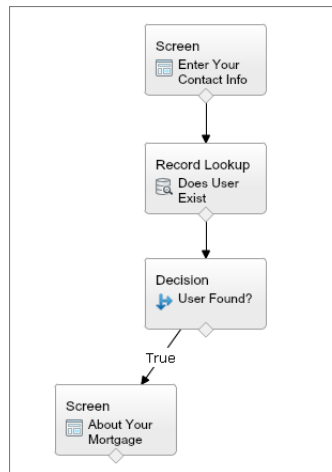 Screen
Enter Your
Contact Info
Record Lookup
Does User
Exist
Decision
User Found?
True
Screen
About Your
Mortgage